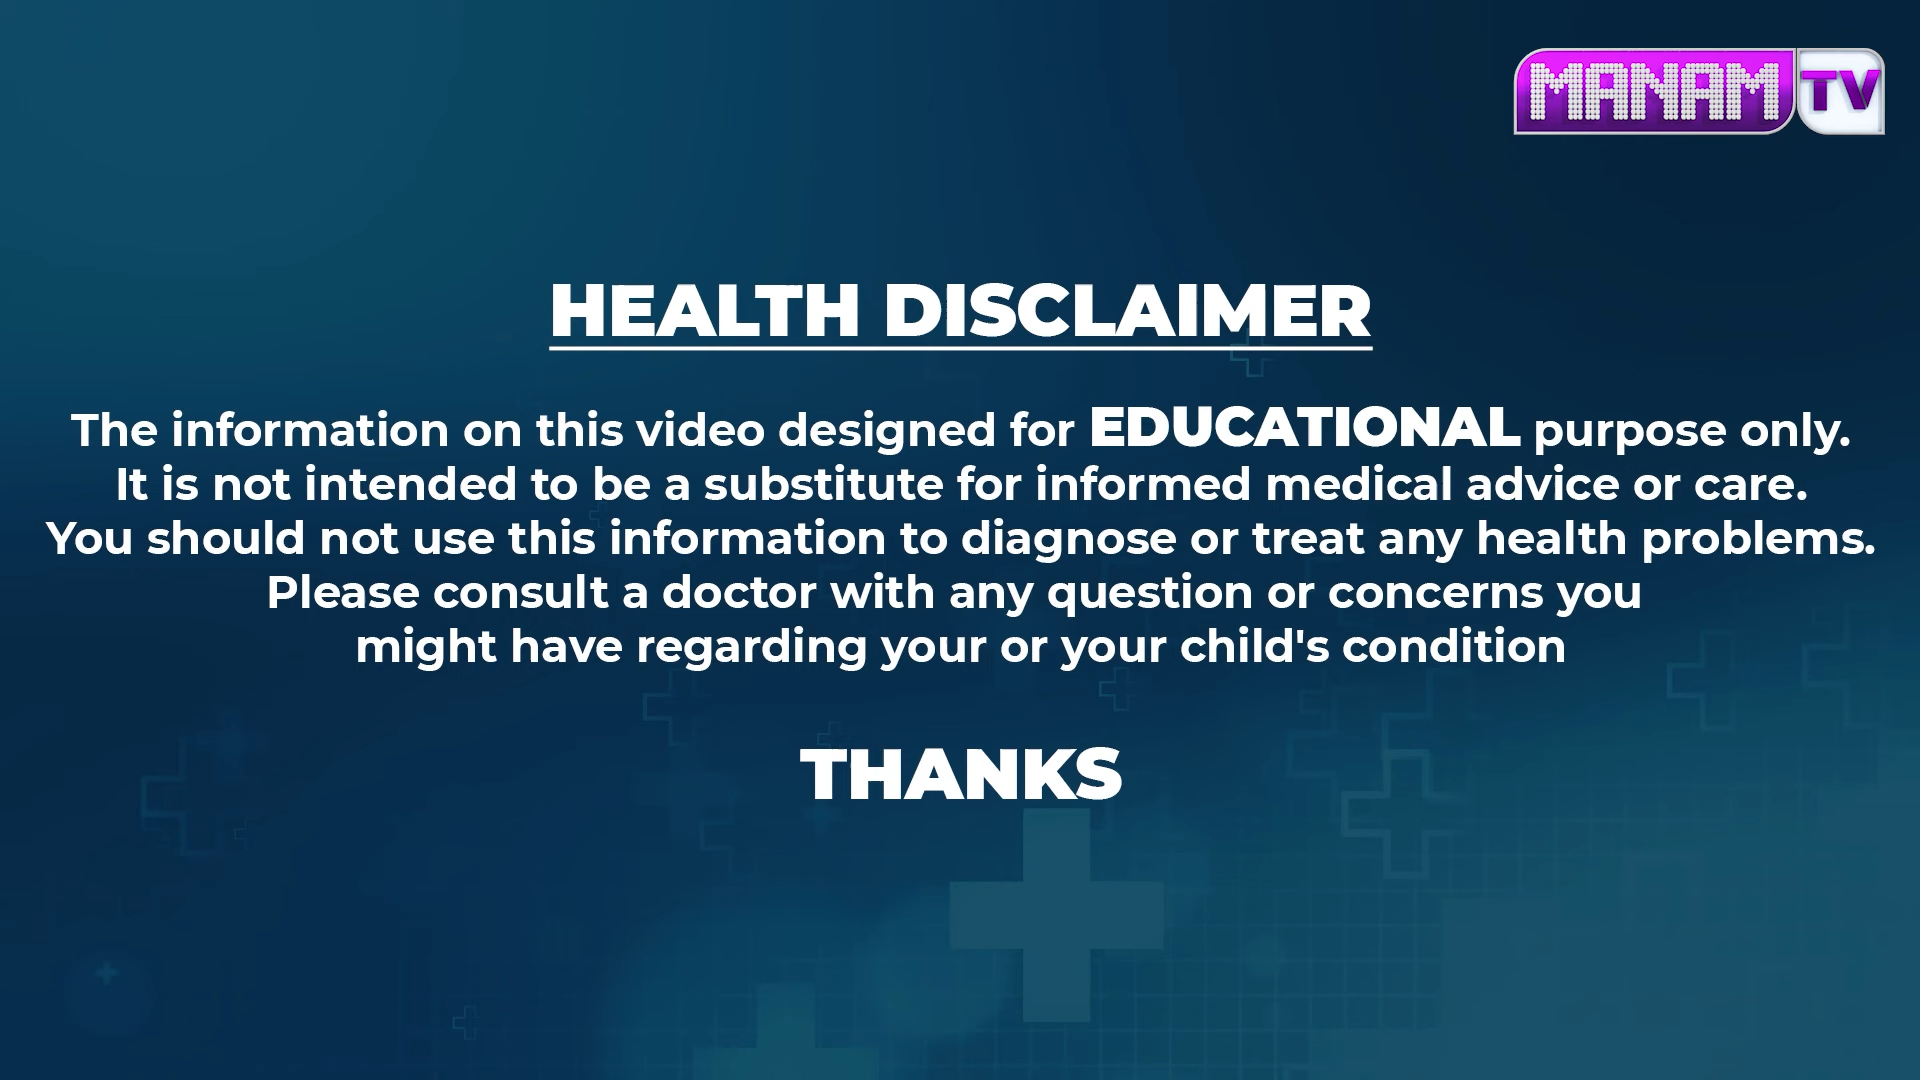 MANAM TV
HEALTH DISCLAIMER
The information on this video designed for EDUCATIONAL purpose only.
It is not intended to be a substitute for informed medical advice or care.
You should not use this information to diagnose or treat any health problems.
Please consult a doctor with any question or concerns you
might have regarding your or your child's condition
THANKS